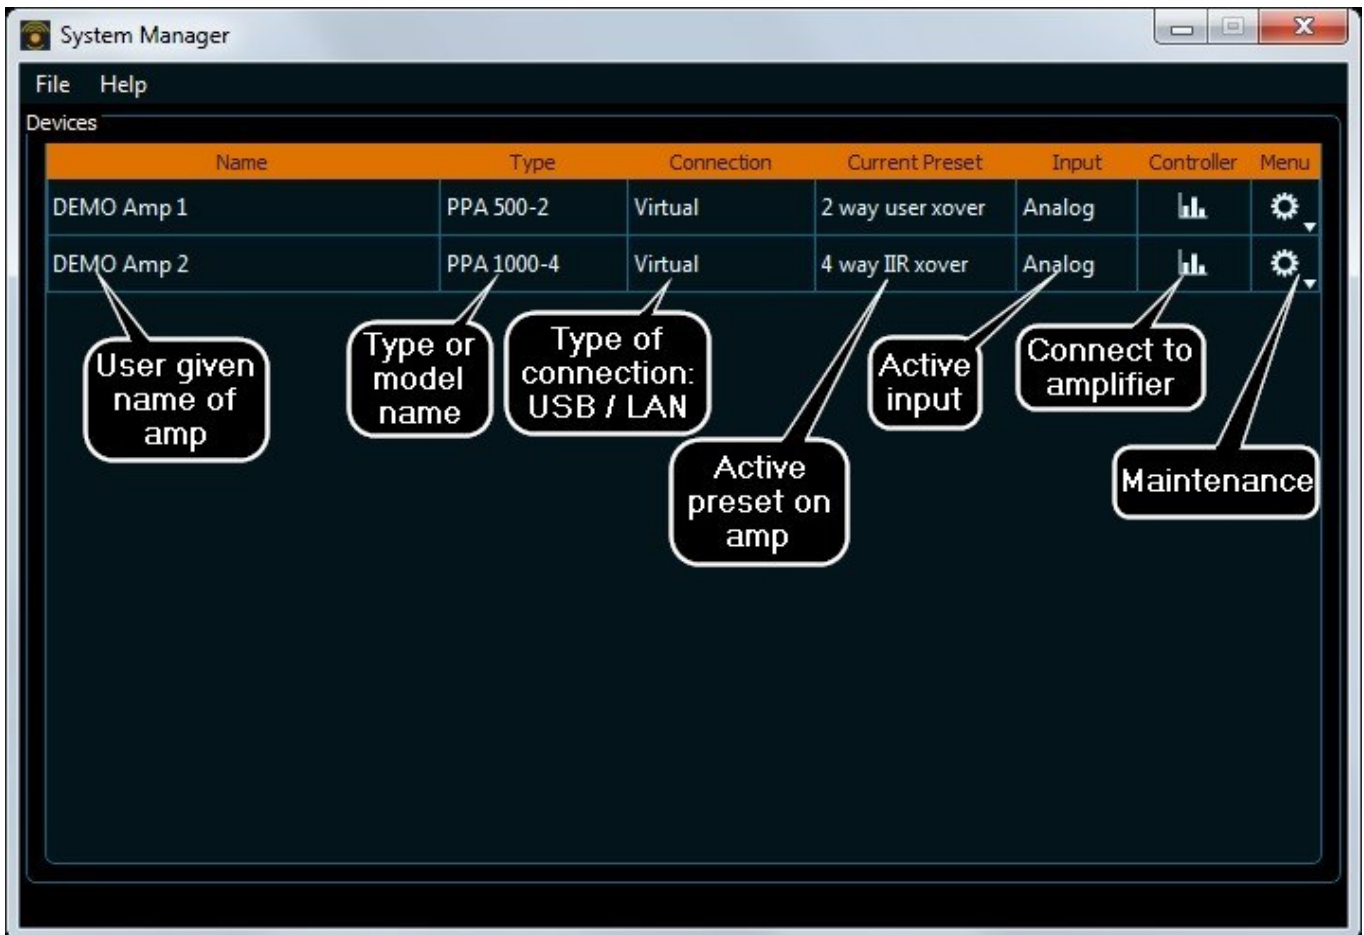 System Manager
File Help
Devices
Name Type Connection Current Preset Input Controller Menu
DEMO Amp 1 PPA 500-2 Virtual 2 way user xover Analog
DEMO Amp 2 PPA 1000-4 Virtual 4 way IIR xover Analog
User given
name of
amp
Type or
model
name
Type of
connection:
USB / LAN
Active
preset on
amp
Active
input
Connect to
amplifier
Maintenance